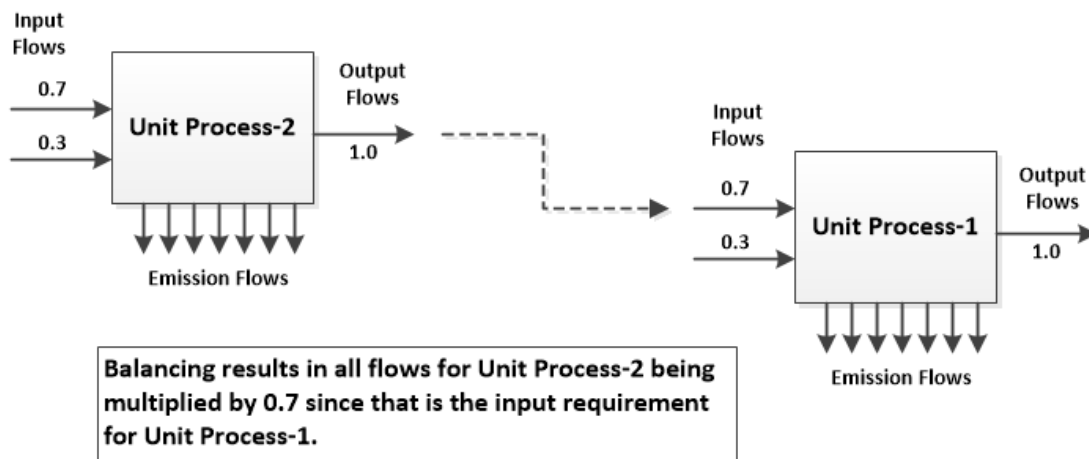 Input
Flows
0.7
0.3
Unit Process-2
Output
Flows
1.0
Emission Flows
Input
Flows
0.7
0.3
Unit Process-1
Output
Flows
1.0
Emission Flows
Balancing results in all flows for Unit Process-2 being
multiplied by 0.7 since that is the input requirement
for Unit Process-1.